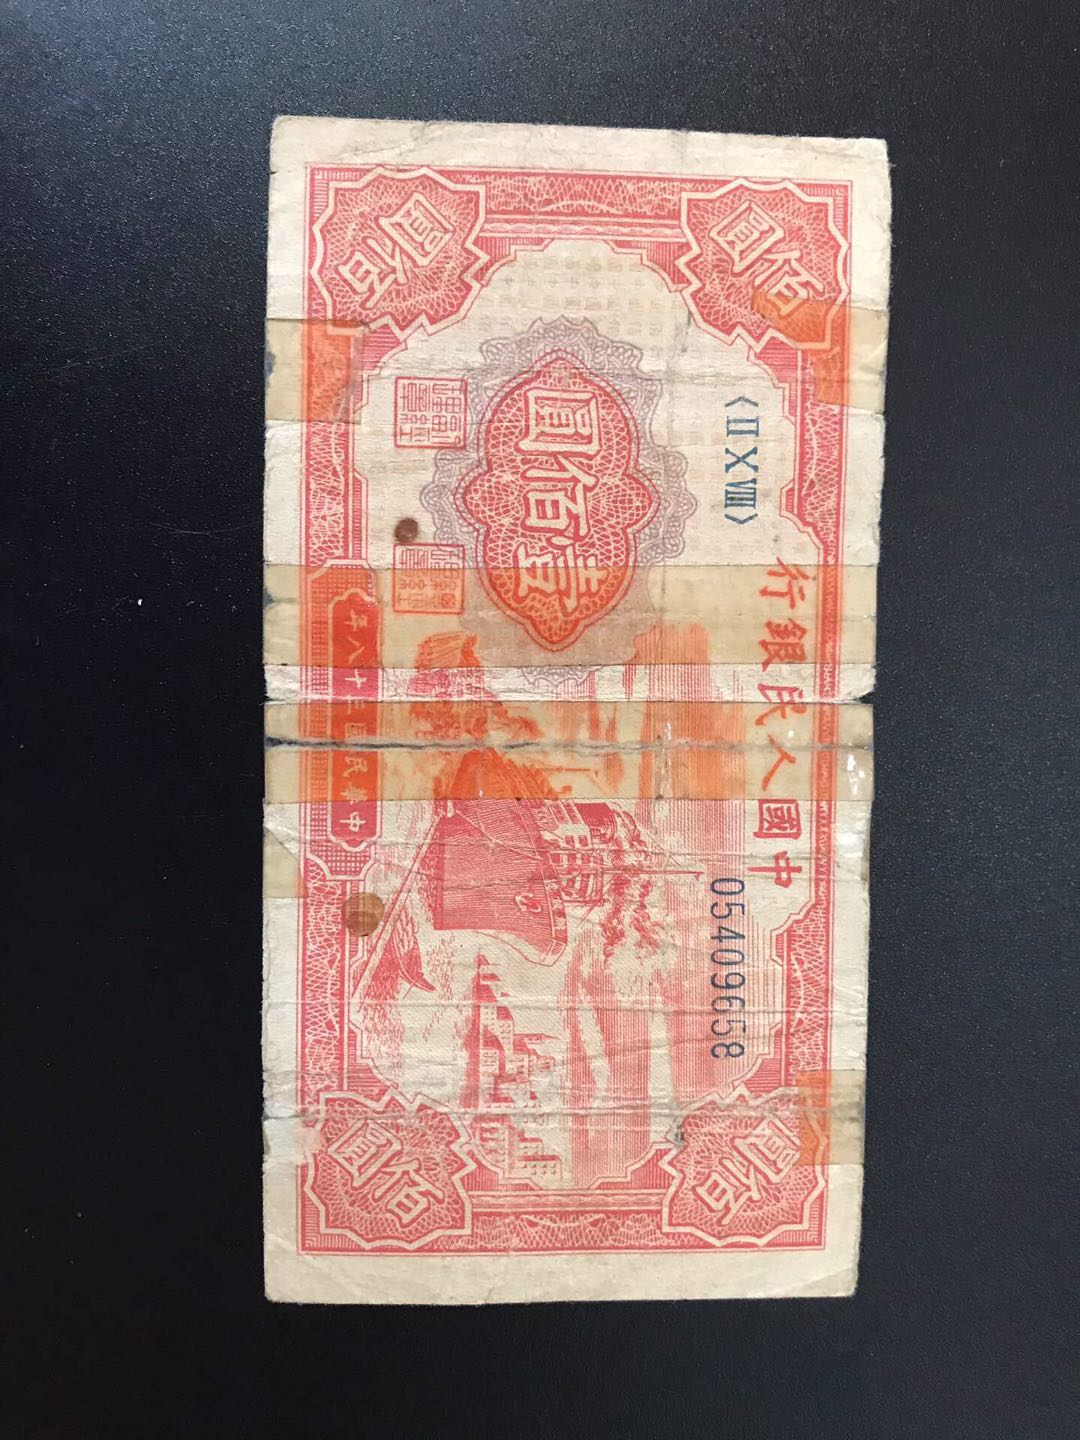 中國人民銀行
〈Ⅱ Ⅹ Ⅷ〉
05409658
壹佰圓
佰圓
佰圓
佰圓
佰圓
中華民國三十八年